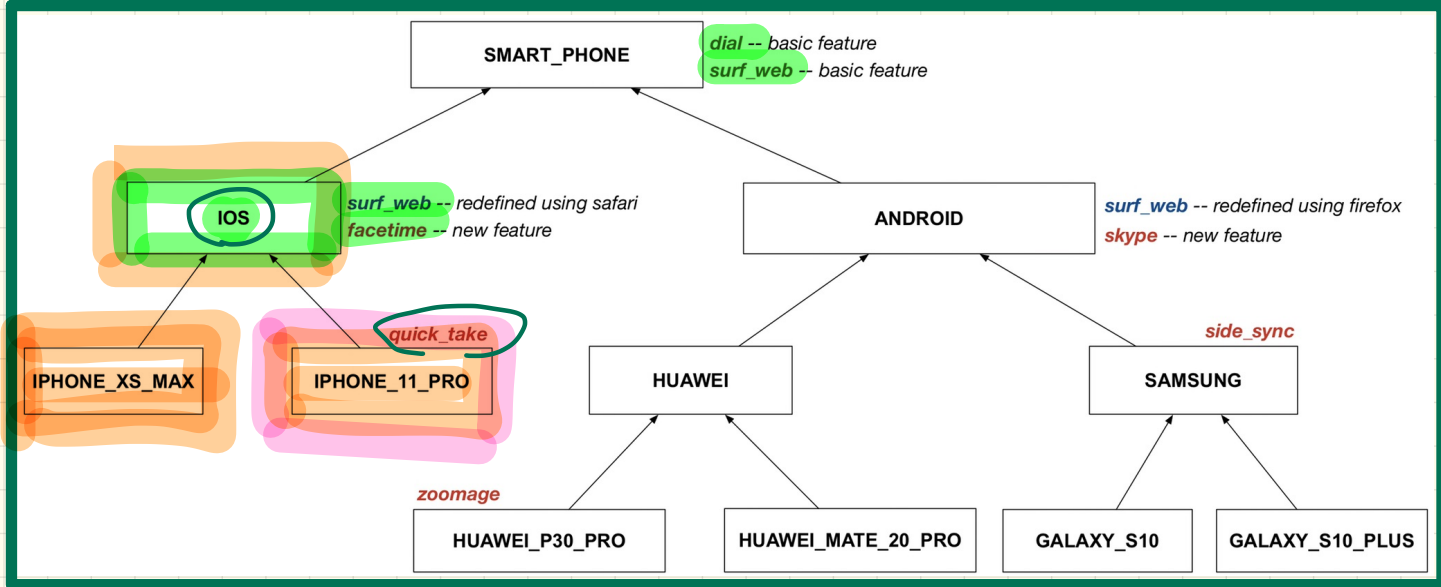 SMART_PHONE
dial -- basic feature
surf_web -- basic feature
IOS
surf_web -- redefined using safari
facetime -- new feature
ANDROID
surf_web -- redefined using firefox
skype -- new feature
IPHONE_XS_MAX
quick_take
IPHONE_11_PRO
HUAWEI
side_sync
SAMSUNG
zoomage
HUAWEI_P30_PRO
HUAWEI_MATE_20_PRO
GALAXY_S10
GALAXY_S10_PLUS